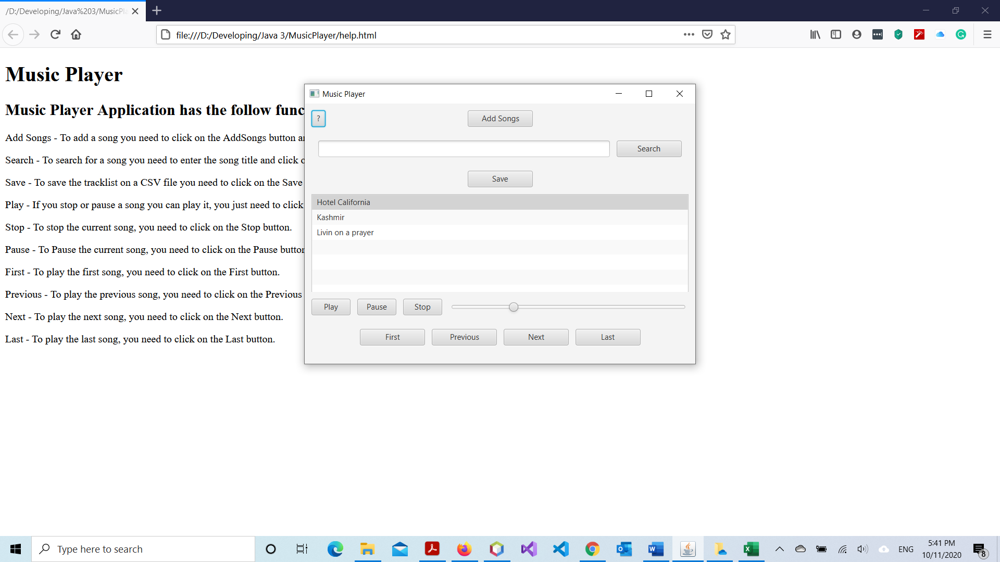 /D:/Developing/Java%203/MusicPla
file:///D:/Developing/Java 3/MusicPlayer/help.html
Music Player
Music Player Application has the follow func
Add Songs - To add a song you need to click on the AddSongs button a
Search - To search for a song you need to enter the song title and click
Save - To save the tracklist on a CSV file you need to click on the Save
Play - If you stop or pause a song you can play it, you just need to click
Stop - To stop the current song, you need to click on the Stop button.
Pause - To Pause the current song, you need to click on the Pause button
First - To play the first song, you need to click on the First button.
Previous - To play the previous song, you need to click on the Previous
Next - To play the next song, you need to click on the Next button.
Last - To play the last song, you need to click on the Last button.
Music Player
?
Add Songs
Search
Save
Hotel California
Kashmir
Livin on a prayer
Play Pause Stop
First Previous Next Last
Type here to search
ENG
5:41 PM
10/11/2020
8